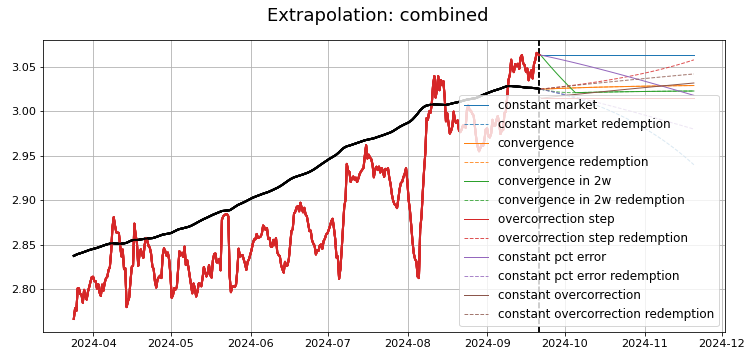 Extrapolation: combined
3.05
3.00
2.95
2.90
2.85
2.80
constant market
constant market redemption
convergence
convergence redemption
convergence in 2w
convergence in 2w redemption
overcorrection step
overcorrection step redemption
constant pct error
constant pct error redemption
constant overcorrection
constant overcorrection redemption
2024-04 2024-05 2024-06 2024-07 2024-08 2024-09 2024-10 2024-11 2024-12